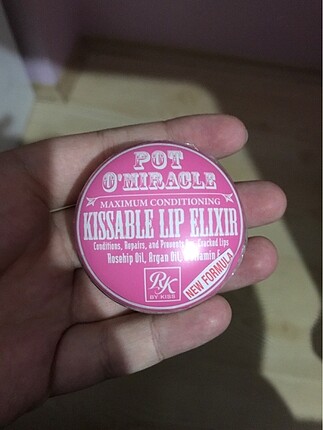 POT
O'MIRACLE
MAXIMUM CONDITIONING
KISSABLE LIP ELIXIR
Conditions, Repairs, and Prevents Cracked Lips
Rosehip Oil, Argan Oil,
RK
BY KISS
NEW FORMULA